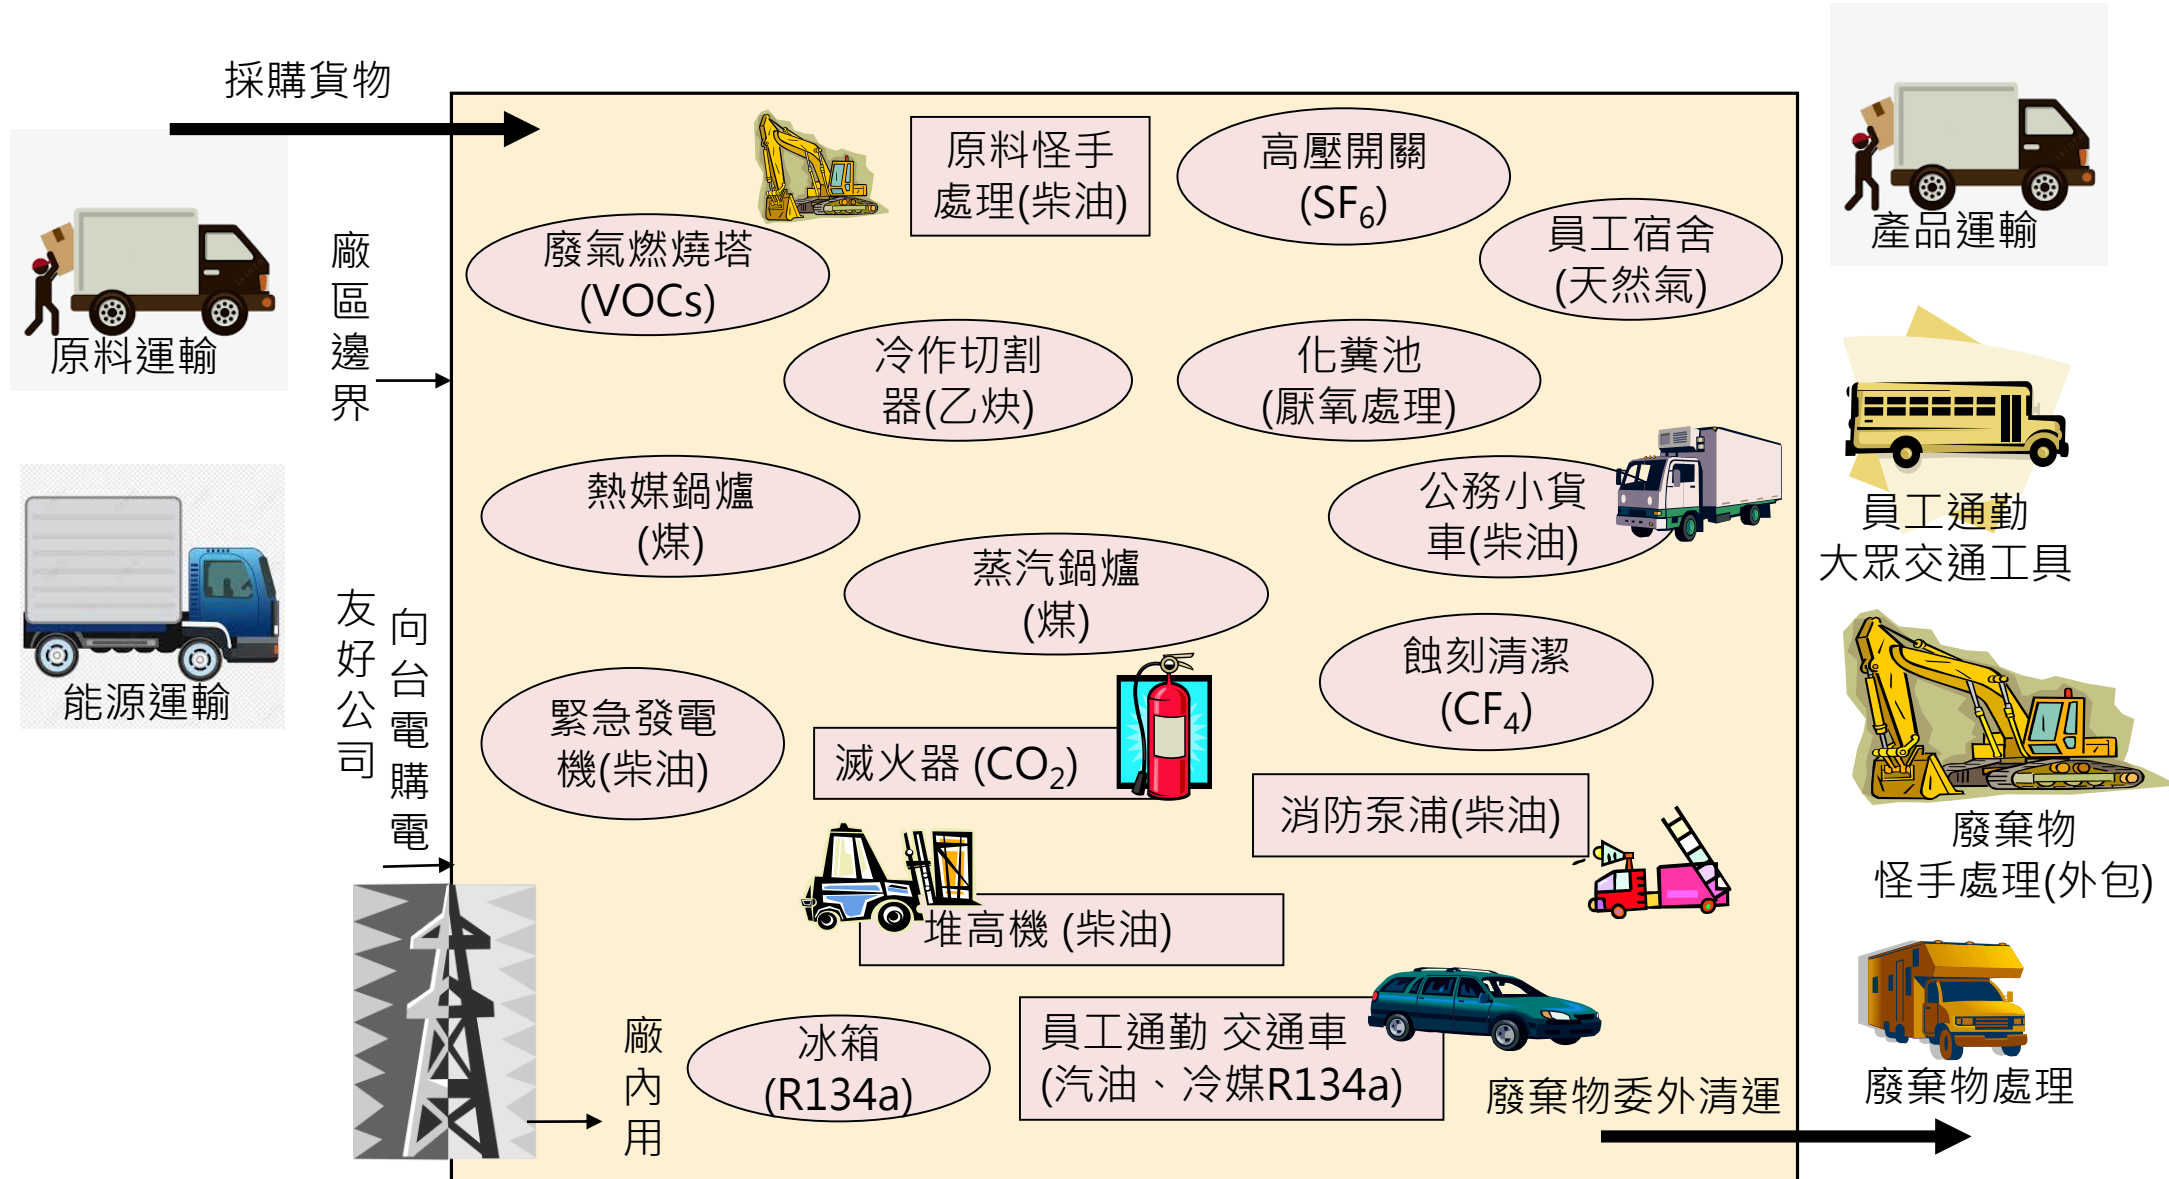 採購貨物
原料運輸
廠區邊界
能源運輸
友好公司
向台電購電
廠內用
原料怪手
處理(柴油)
高壓開關
(SF₆)
員工宿舍
(天然氣)
廢氣燃燒塔
(VOCs)
冷作切割
器(乙炔)
化糞池
(厭氧處理)
熱媒鍋爐
(煤)
蒸汽鍋爐
(煤)
公務小貨
車(柴油)
蝕刻清潔
(CF₄)
緊急發電
機(柴油)
滅火器 (CO₂)
消防泵浦(柴油)
堆高機 (柴油)
冰箱
(R134a)
員工通勤 交通車
(汽油、冷媒R134a)
廢棄物委外清運
產品運輸
員工通勤
大眾交通工具
廢棄物
怪手處理(外包)
廢棄物處理